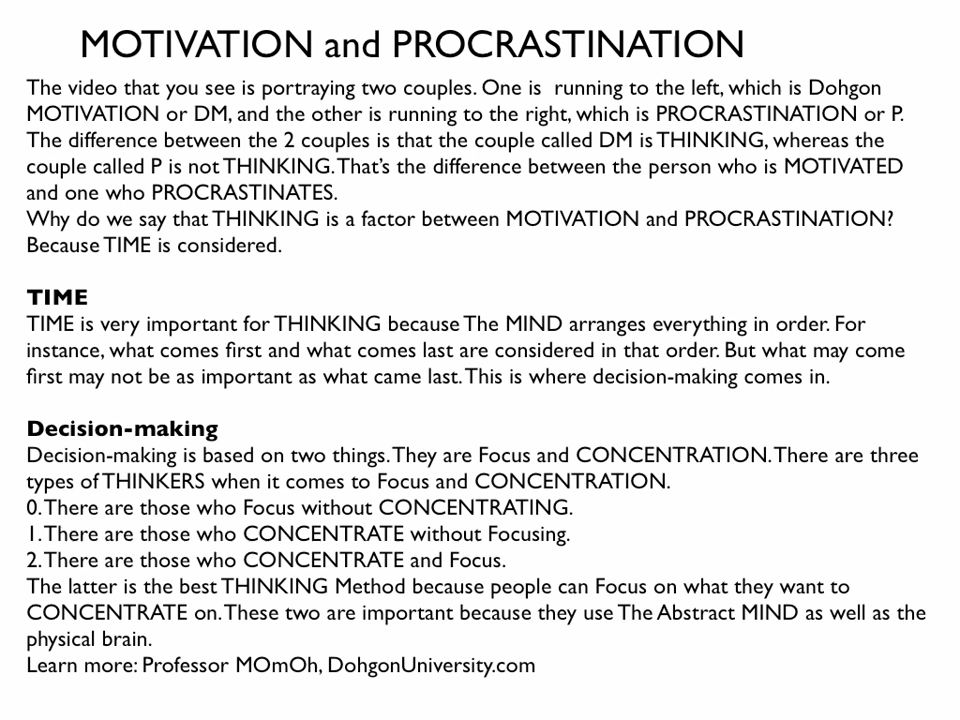 MOTIVATION and PROCRASTINATION
The video that you see is portraying two couples. One is  running to the left, which is Dohgon
MOTIVATION or DM, and the other is running to the right, which is PROCRASTINATION or P.
The difference between the 2 couples is that the couple called DM is THINKING, whereas the
couple called P is not THINKING. That's the difference between the person who is MOTIVATED
and one who PROCRASTINATES.
Why do we say that THINKING is a factor between MOTIVATION and PROCRASTINATION?
Because TIME is considered.
TIME
TIME is very important for THINKING because The MIND arranges everything in order. For
instance, what comes first and what comes last are considered in that order. But what may come
first may not be as important as what came last. This is where decision-making comes in.
Decision-making
Decision-making is based on two things. They are Focus and CONCENTRATION. There are three
types of THINKERS when it comes to Focus and CONCENTRATION.
0. There are those who Focus without CONCENTRATING.
1. There are those who CONCENTRATE without Focusing.
2. There are those who CONCENTRATE and Focus.
The latter is the best THINKING Method because people can Focus on what they want to
CONCENTRATE on. These two are important because they use The Abstract MIND as well as the
physical brain.
Learn more: Professor MOmOh, DohgonUniversity.com